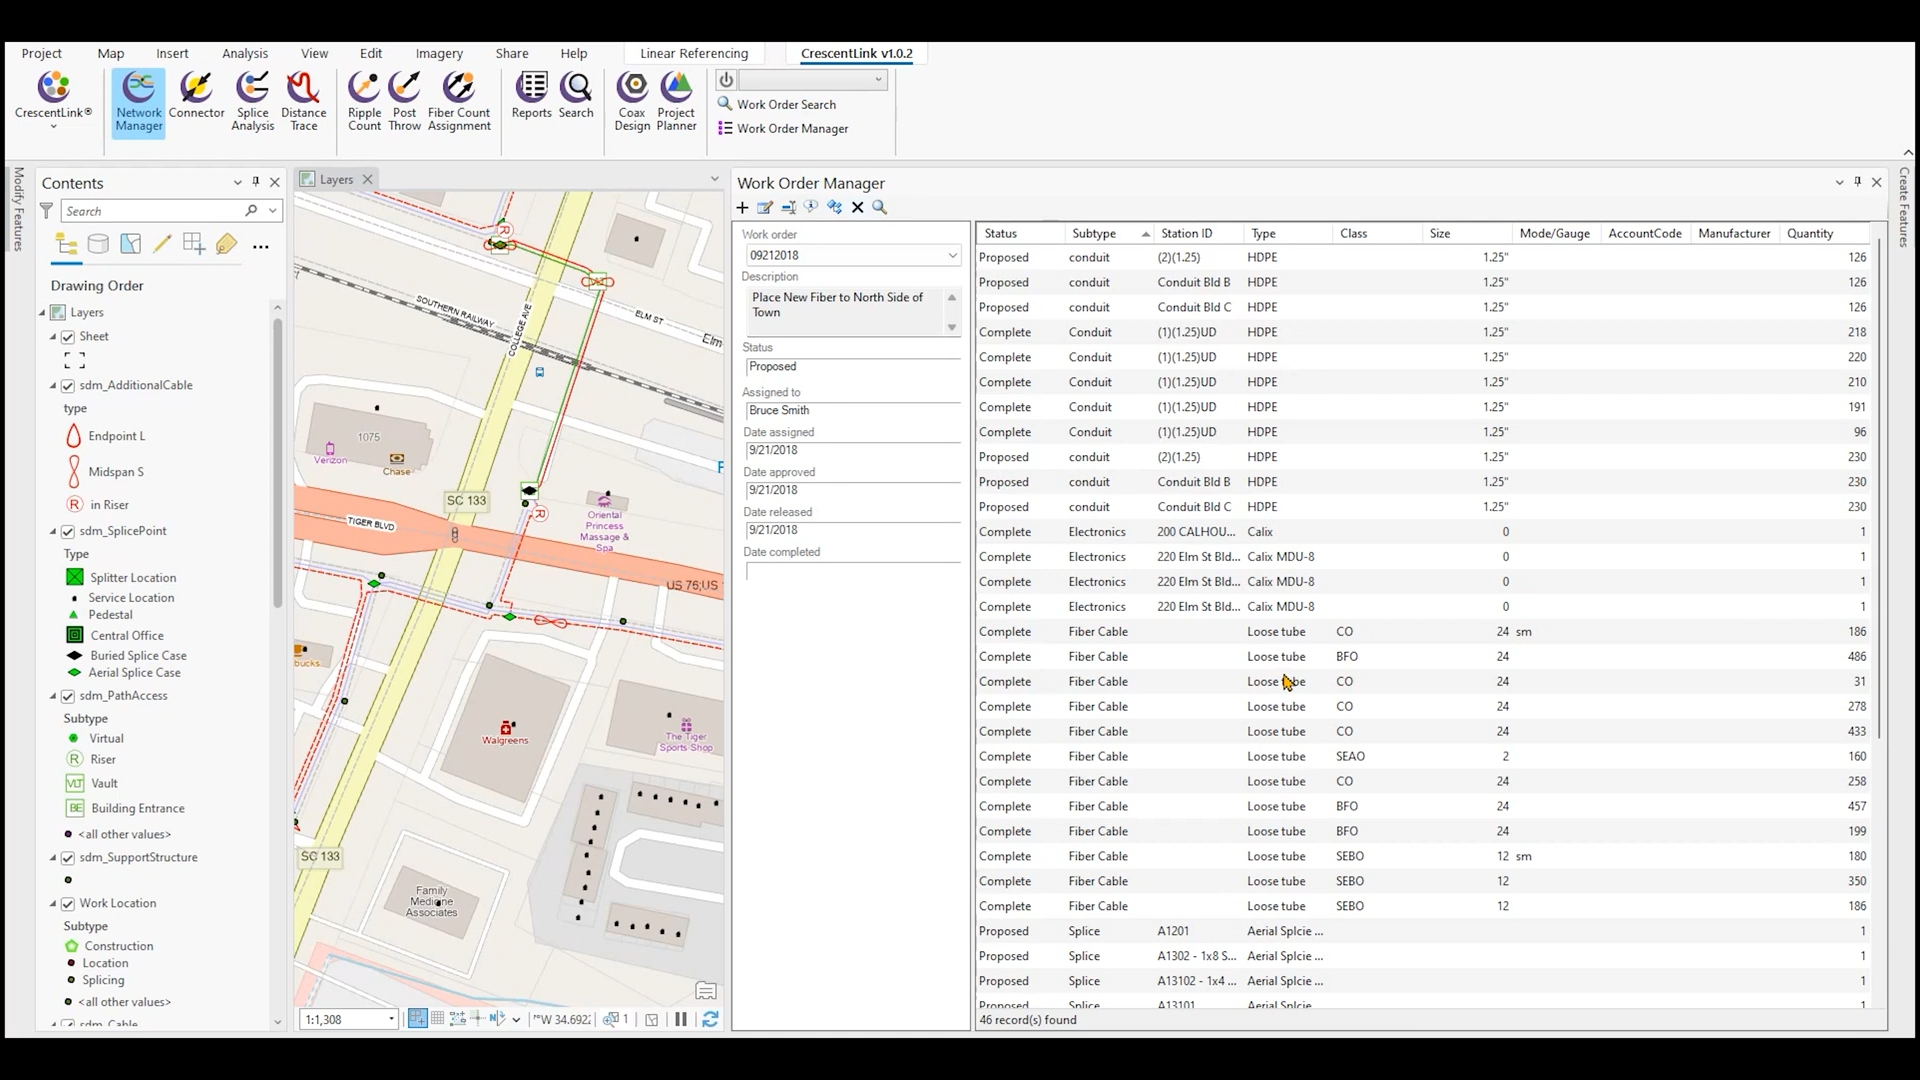 Project Map Insert Analysis View Edit Imagery Share Help Linear Referencing CrescentLink v1.0.2
CrescentLink®
Network Manager
Connector
Splice Analysis
Distance Trace
Ripple Count
Post Throw
Fiber Count Assignment
Reports
Search
Coax Design
Project Planner
Work Order Search
Work Order Manager
Modify Features
Contents
Search
Drawing Order
Layers
Sheet
sdm_AdditionalCable
type
Endpoint L
Midspan S
in Riser
sdm_SplicePoint
Type
Splitter Location
Service Location
Pedestal
Central Office
Buried Splice Case
Aerial Splice Case
sdm_PathAccess
Subtype
Virtual
Riser
Vault
Building Entrance
<all other values>
sdm_SupportStructure
Work Location
Subtype
Construction
Location
Splicing
<all other values>
sdm_Cable
Layers
R
VLT
SOUTHERN RAILWAY
COLLEGE AVE
ELM ST
Elm
1075
Verizon
Chase
SC 133
R
Oriental
Princess
Massage &
Spa
TIGER BLVD
US 75;US
bucks
Walgreens
The Tiger
Sports Shop
SC 133
Family
Medicine
Associates
1:1,308
°W 34.6922
1
Work Order Manager
Work order
09212018
Description
Place New Fiber to North Side of
Town
Status
Proposed
Assigned to
Bruce Smith
Date assigned
9/21/2018
Date approved
9/21/2018
Date released
9/21/2018
Date completed
Status Subtype Station ID Type Class Size Mode/Gauge AccountCode Manufacturer Quantity
Proposed conduit (2)(1.25) HDPE 1.25" 126
Proposed conduit Conduit Bld B HDPE 1.25" 126
Proposed conduit Conduit Bld C HDPE 1.25" 126
Complete Conduit (1)(1.25)UD HDPE 1.25" 218
Complete Conduit (1)(1.25)UD HDPE 1.25" 220
Complete Conduit (1)(1.25)UD HDPE 1.25" 210
Complete Conduit (1)(1.25)UD HDPE 1.25" 191
Complete Conduit (1)(1.25)UD HDPE 1.25" 96
Proposed conduit (2)(1.25) HDPE 1.25" 230
Proposed conduit Conduit Bld B HDPE 1.25" 230
Proposed conduit Conduit Bld C HDPE 1.25" 230
Complete Electronics 200 CALHOU... Calix 0 1
Complete Electronics 220 Elm St Bld... Calix MDU-8 0 1
Complete Electronics 220 Elm St Bld... Calix MDU-8 0 1
Complete Electronics 220 Elm St Bld... Calix MDU-8 0 1
Complete Fiber Cable Loose tube CO 24 sm 186
Complete Fiber Cable Loose tube BFO 24 486
Complete Fiber Cable Loose tube CO 24 31
Complete Fiber Cable Loose tube CO 24 278
Complete Fiber Cable Loose tube CO 24 433
Complete Fiber Cable Loose tube SEAO 2 160
Complete Fiber Cable Loose tube CO 24 258
Complete Fiber Cable Loose tube BFO 24 457
Complete Fiber Cable Loose tube BFO 24 199
Complete Fiber Cable Loose tube SEBO 12 sm 180
Complete Fiber Cable Loose tube SEBO 12 350
Complete Fiber Cable Loose tube SEBO 12 186
Proposed Splice A1201 Aerial Splcie ... 1
Proposed Splice A1302 - 1x8 S... Aerial Splcie ... 1
Proposed Splice A13102 - 1x4 ... Aerial Splcie ... 1
Proposed Splice A13101 Aerial Splcie 1
46 record(s) found
Create Features